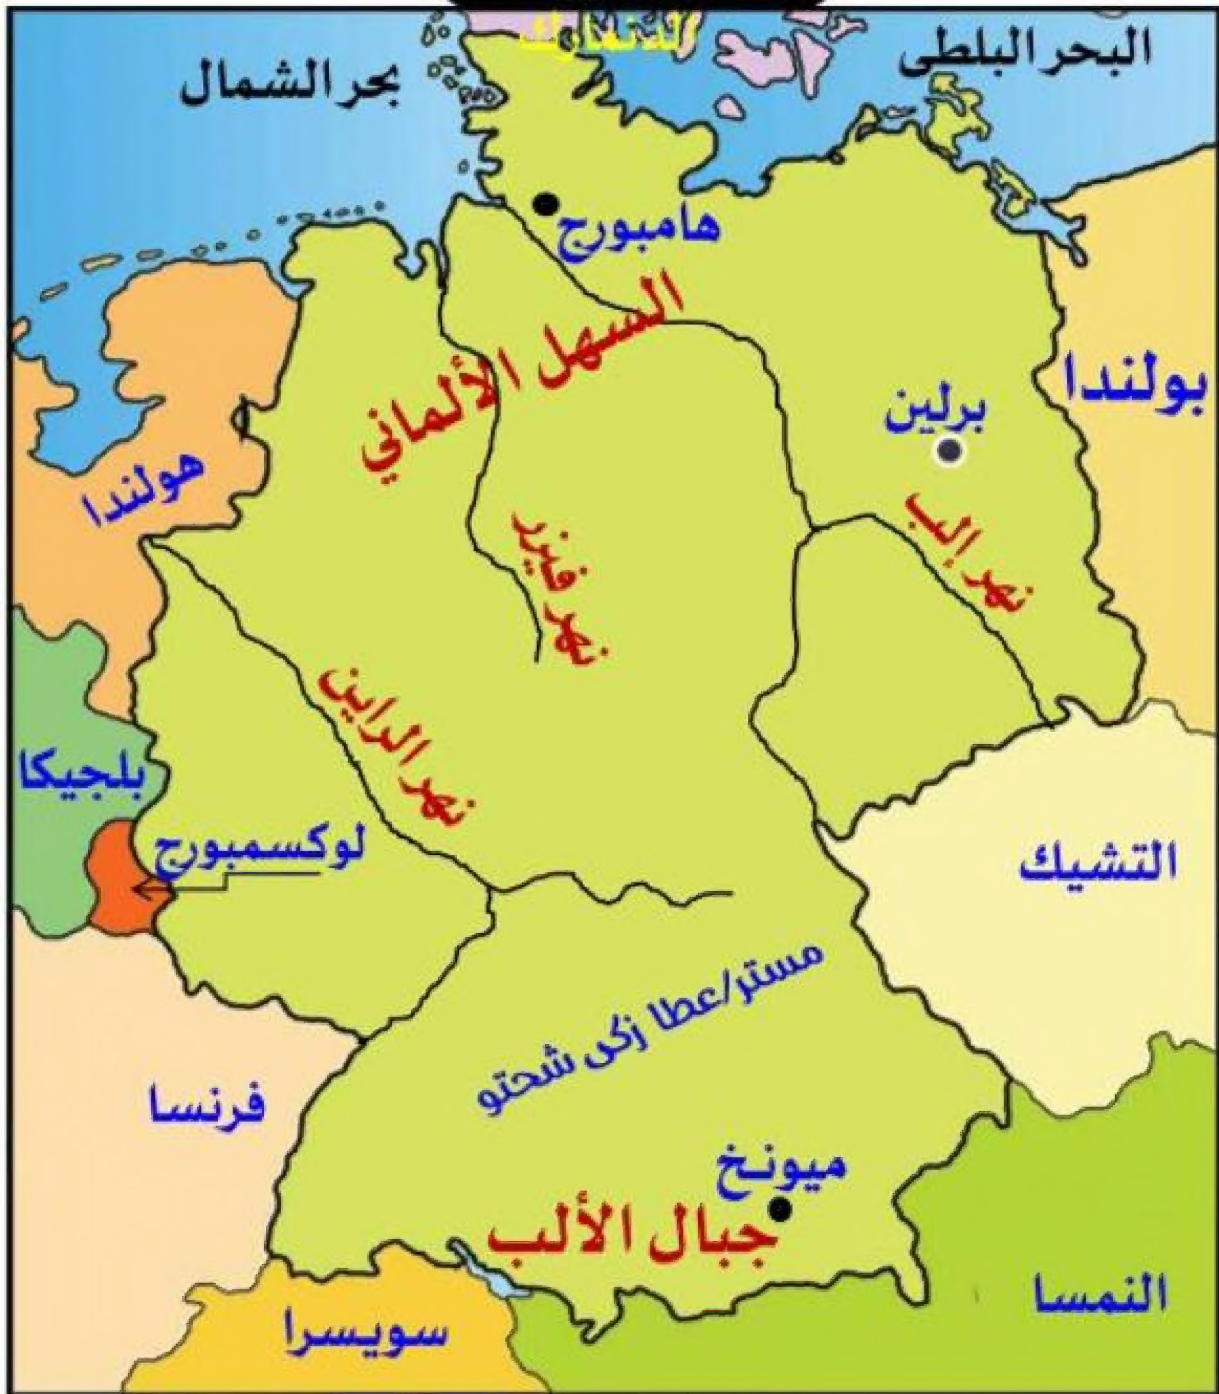 الدنمارك
البحر البلطى
بحر الشمال
هامبورج
السهل الألماني
بولندا
برلين
هولندا
نهر إلب
نهر فيزر
نهر الراين
بلجيكا
لوكسمبورج
التشيك
مستر/عطا زكى شحتو
فرنسا
ميونخ
جبال الألب
النمسا
سويسرا